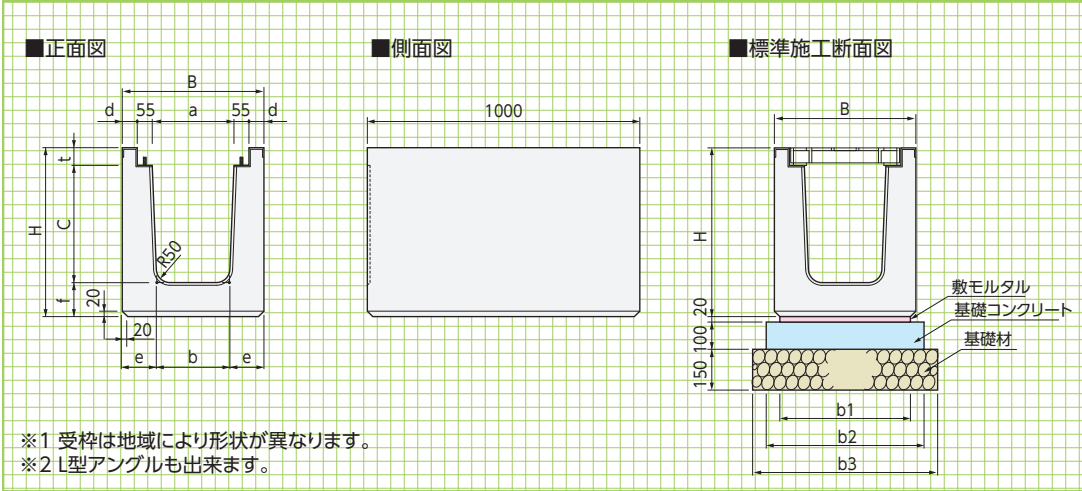 ■正面図
B
d 55 a 55 d
t
C
H
f
R50
20
20
e b e
■側面図
1000
■標準施工断面図
B
H
20
100
150
敷モルタル
基礎コンクリート
基礎材
b1
b2
b3
※1 受枠は地域により形状が異なります。
※2 L型アングルも出来ます。